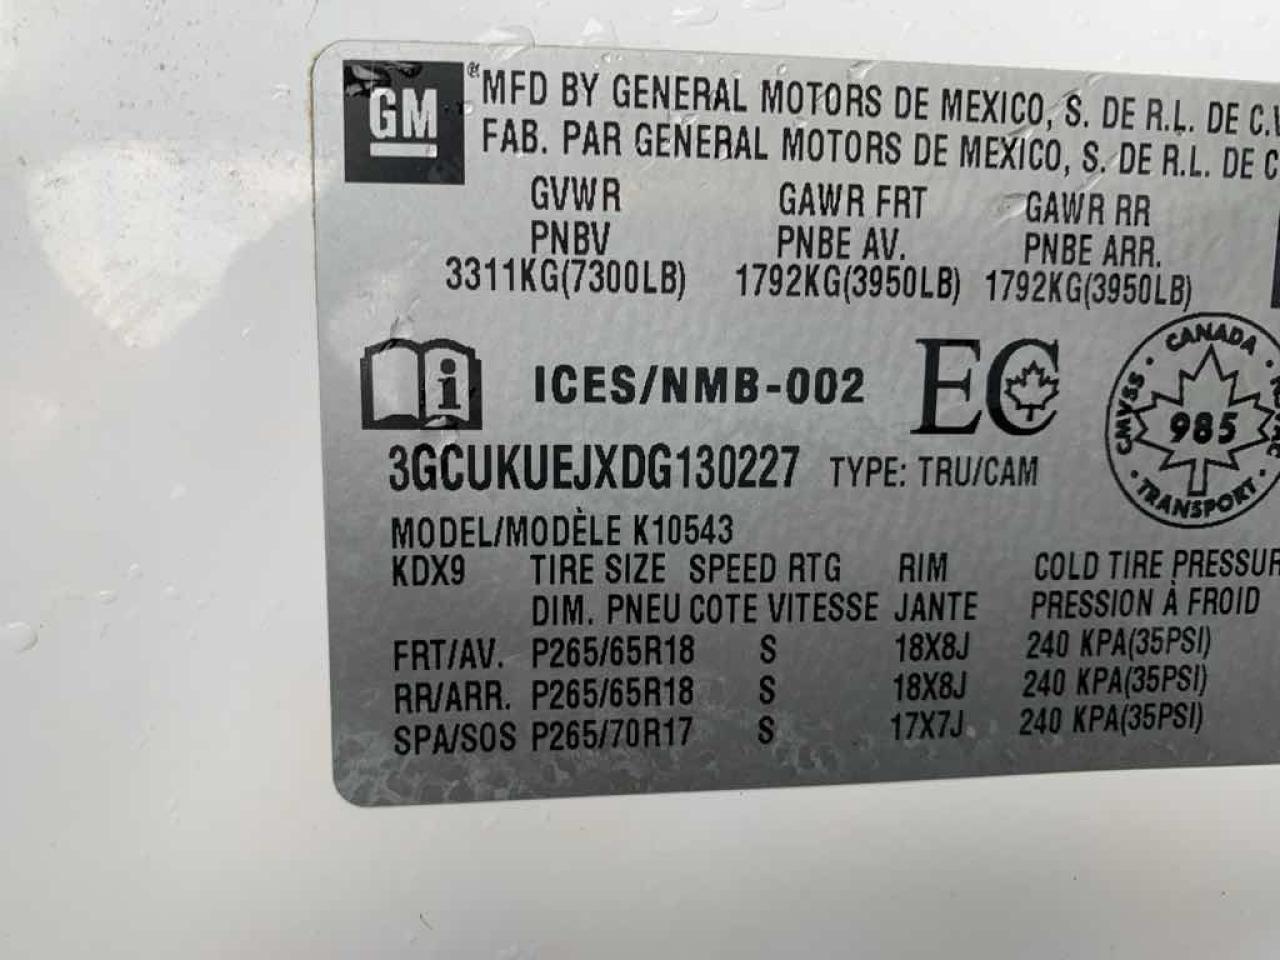 GM
® MFD BY GENERAL MOTORS DE MEXICO, S. DE R.L. DE C.V
FAB. PAR GENERAL MOTORS DE MEXICO, S. DE R.L. DE C
GVWR GAWR FRT GAWR RR
PNBV PNBE AV. PNBE ARR.
3311KG(7300LB) 1792KG(3950LB) 1792KG(3950LB)
i ICES/NMB-002 EC
CANADA
CMVSS
985
TRANSPORT
3GCUKUEJXDG130227 TYPE: TRU/CAM
MODEL/MODÈLE K10543
KDX9 TIRE SIZE SPEED RTG RIM COLD TIRE PRESSUR
DIM. PNEU COTE VITESSE JANTE PRESSION À FROID
FRT/AV. P265/65R18 S 18X8J 240 KPA(35PSI)
RR/ARR. P265/65R18 S 18X8J 240 KPA(35PSI)
SPA/SOS P265/70R17 S 17X7J 240 KPA(35PSI)